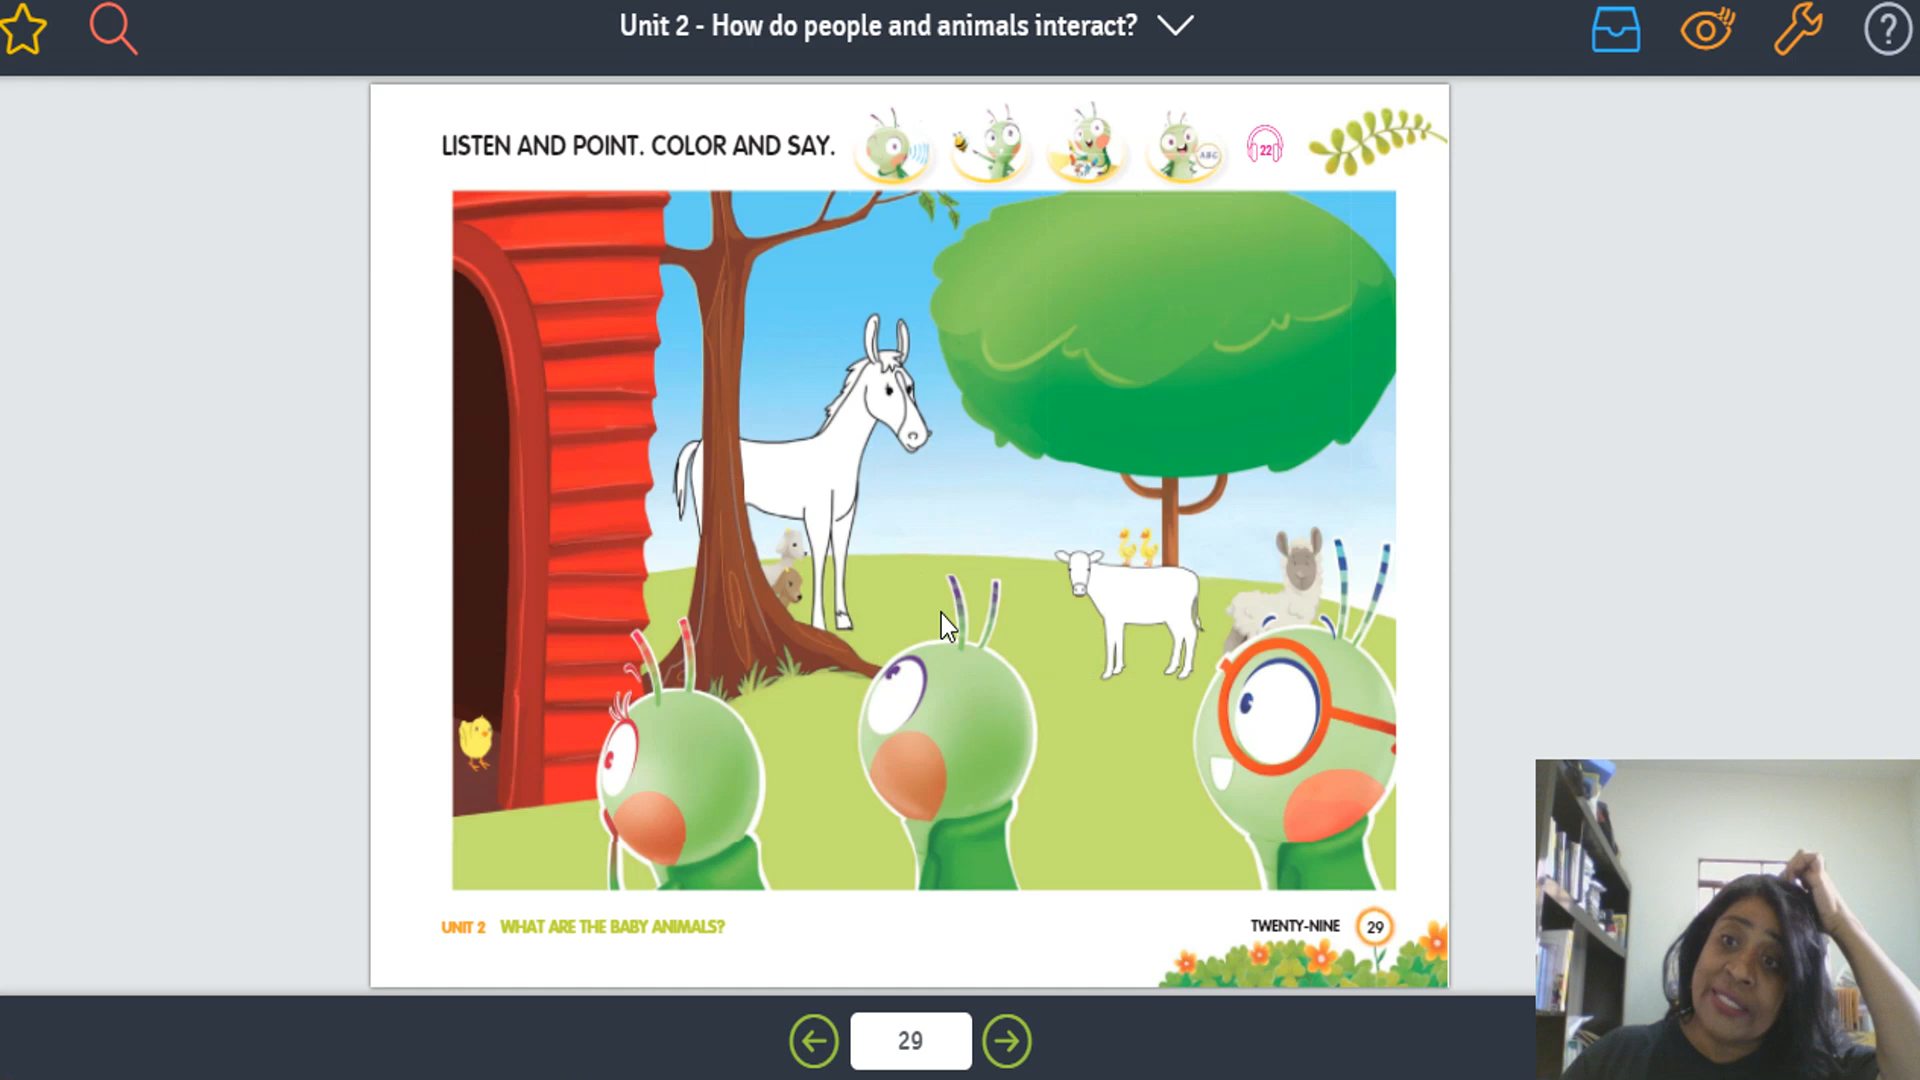 Unit 2 - How do people and animals interact?
LISTEN AND POINT. COLOR AND SAY.
ABC
22
UNIT 2 WHAT ARE THE BABY ANIMALS?
TWENTY-NINE 29
29